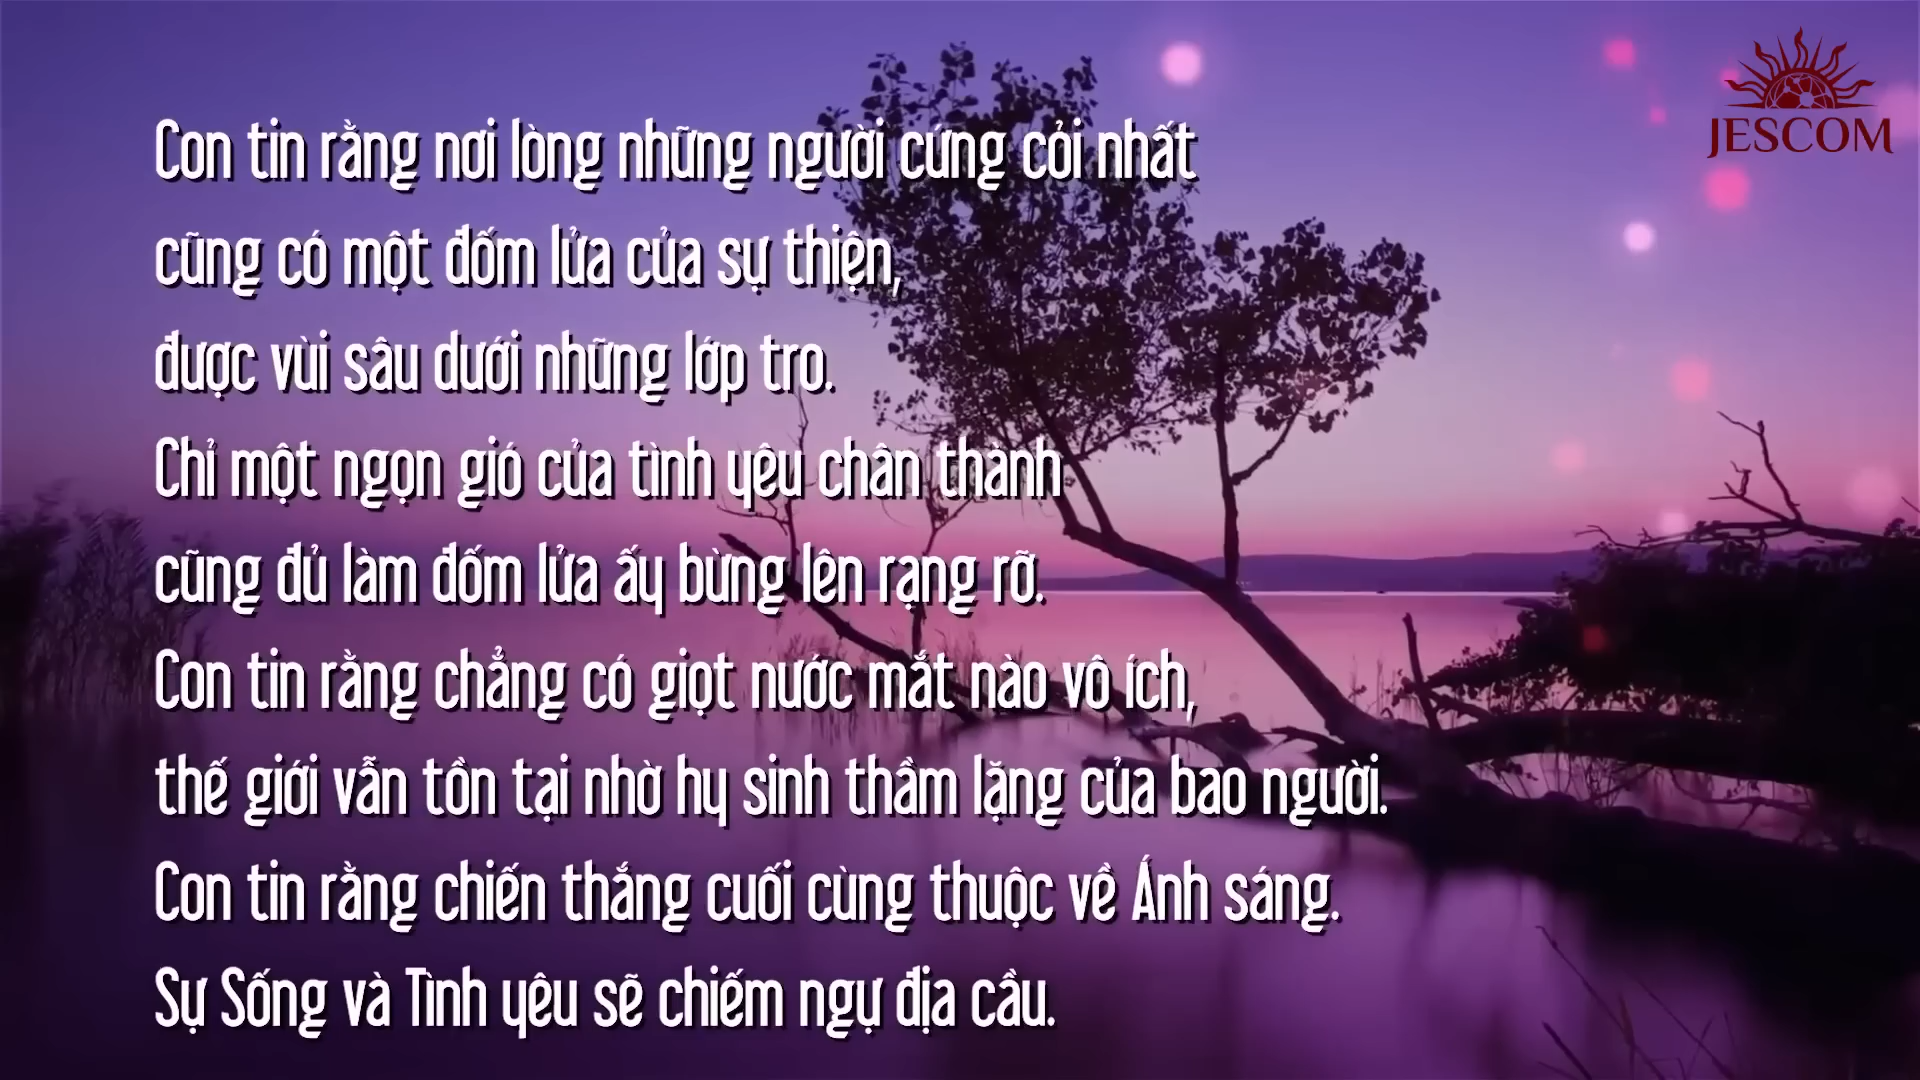 JESCOM
Con tin rằng nơi lòng những người cứng cỏi nhất
cũng có một đốm lửa của sự thiện,
được vùi sâu dưới những lớp tro.
Chỉ một ngọn gió của tình yêu chân thành
cũng đủ làm đốm lửa ấy bừng lên rạng rỡ.
Con tin rằng chẳng có giọt nước mắt nào vô ích,
thế giới vẫn tồn tại nhờ hy sinh thầm lặng của bao người.
Con tin rằng chiến thắng cuối cùng thuộc về Ánh sáng.
Sự Sống và Tình yêu sẽ chiếm ngự địa cầu.